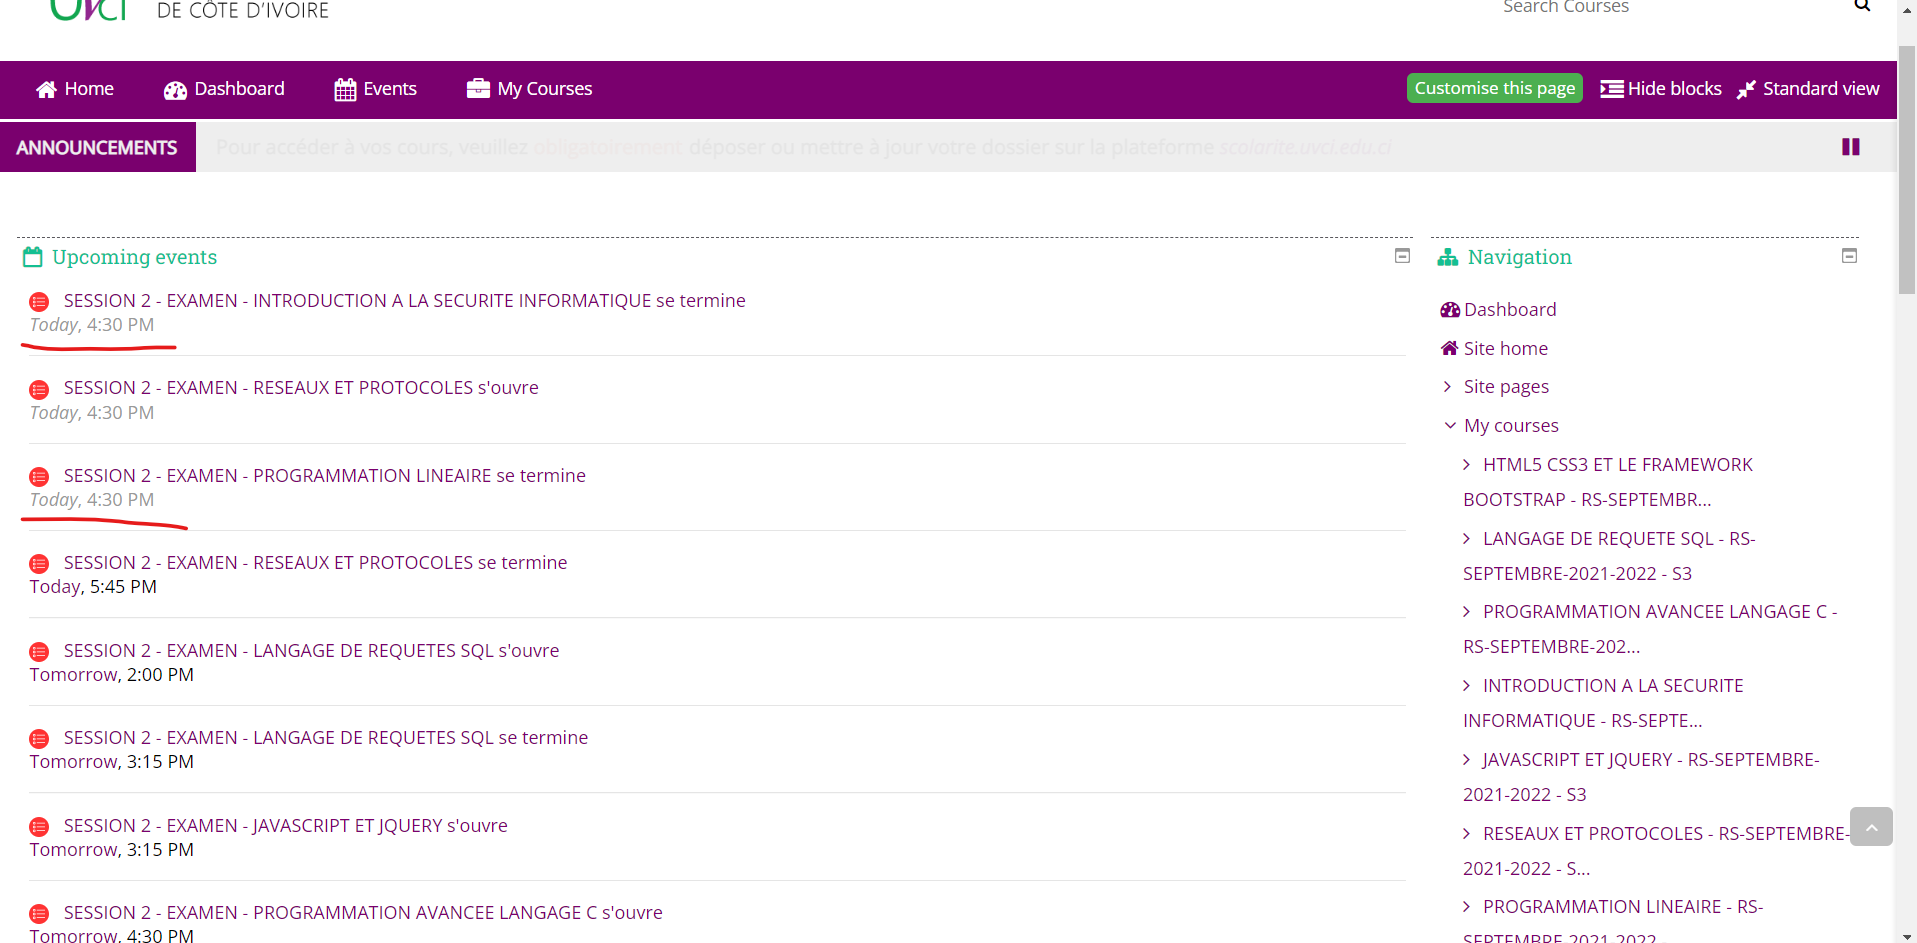 UVCI DE CÔTE D'IVOIRE
Search Courses
Home
Dashboard
Events
My Courses
Customise this page
Hide blocks
Standard view
ANNOUNCEMENTS
Pour accéder à vos cours, veuillez obligatoirement déposer ou mettre à jour votre dossier sur la plateforme scolarite.uvci.edu.ci
Upcoming events
SESSION 2 - EXAMEN - INTRODUCTION A LA SECURITE INFORMATIQUE se termine
Today, 4:30 PM
SESSION 2 - EXAMEN - RESEAUX ET PROTOCOLES s'ouvre
Today, 4:30 PM
SESSION 2 - EXAMEN - PROGRAMMATION LINEAIRE se termine
Today, 4:30 PM
SESSION 2 - EXAMEN - RESEAUX ET PROTOCOLES se termine
Today, 5:45 PM
SESSION 2 - EXAMEN - LANGAGE DE REQUETES SQL s'ouvre
Tomorrow, 2:00 PM
SESSION 2 - EXAMEN - LANGAGE DE REQUETES SQL se termine
Tomorrow, 3:15 PM
SESSION 2 - EXAMEN - JAVASCRIPT ET JQUERY s'ouvre
Tomorrow, 3:15 PM
SESSION 2 - EXAMEN - PROGRAMMATION AVANCEE LANGAGE C s'ouvre
Tomorrow, 4:30 PM
Navigation
Dashboard
Site home
Site pages
My courses
HTML5 CSS3 ET LE FRAMEWORK
BOOTSTRAP - RS-SEPTEMBR...
LANGAGE DE REQUETE SQL - RS-
SEPTEMBRE-2021-2022 - S3
PROGRAMMATION AVANCEE LANGAGE C -
RS-SEPTEMBRE-202...
INTRODUCTION A LA SECURITE
INFORMATIQUE - RS-SEPTE...
JAVASCRIPT ET JQUERY - RS-SEPTEMBRE-
2021-2022 - S3
RESEAUX ET PROTOCOLES - RS-SEPTEMBRE-
2021-2022 - S...
PROGRAMMATION LINEAIRE - RS-
SEPTEMBRE-2021-2022 -